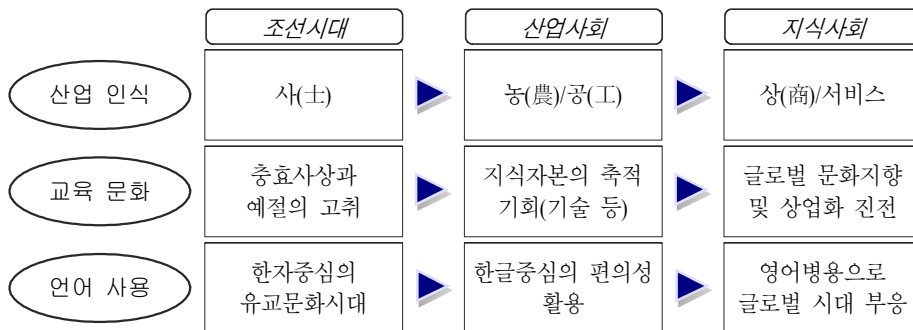 조선시대 산업사회 지식사회
산업 인식 사(士) 농(農)/공(工) 상(商)/서비스
교육 문화
충효사상과
예절의 고취
지식자본의 축적
기회(기술 등)
글로벌 문화지향
및 상업화 진전
언어 사용
한자중심의
유교문화시대
한글중심의 편의성
활용
영어병용으로
글로벌 시대 부응